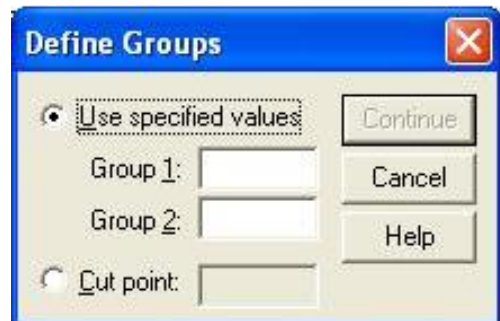 Define Groups
Use specified values
Continue
Group 1:
Cancel
Group 2:
Help
Cut point: